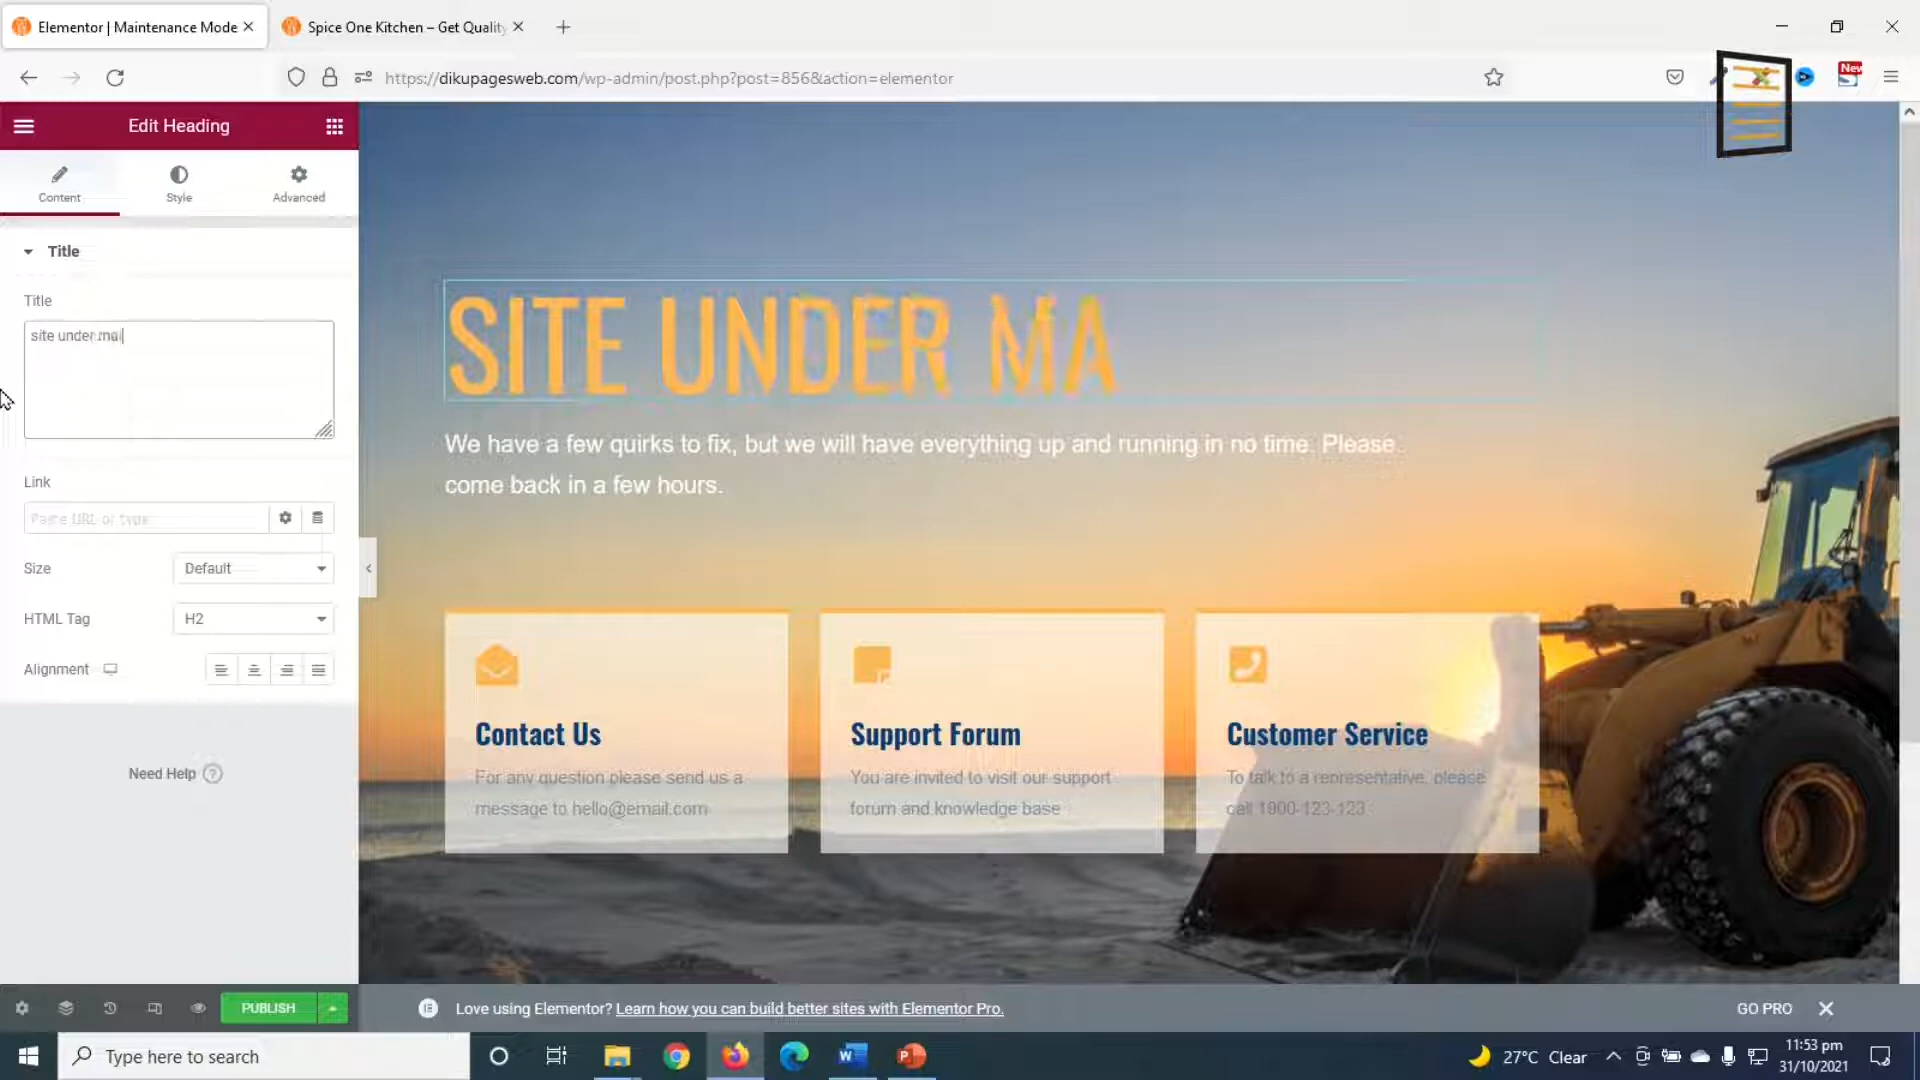 Elementor | Maintenance Mode
Spice One Kitchen – Get Quality
https://dikupagesweb.com/wp-admin/post.php?post=856&action=elementor
New
Edit Heading
Content
Style
Advanced
Title
Title
site under mai
Link
Paste URL or type
Size
Default
HTML Tag
H2
Alignment
Need Help
PUBLISH
SITE UNDER MA
We have a few quirks to fix, but we will have everything up and running in no time. Please
come back in a few hours.
Contact Us
For any question please send us a
message to hello@email.com
Support Forum
You are invited to visit our support
forum and knowledge base
Customer Service
To talk to a representative, please
call 1800-123-123
Love using Elementor? Learn how you can build better sites with Elementor Pro.
GO PRO
Type here to search
27°C Clear
11:53 pm
31/10/2021